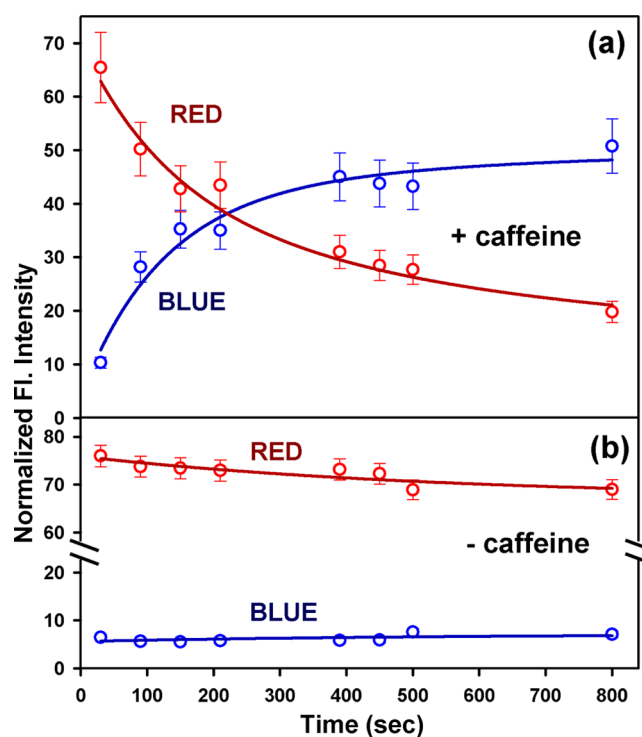 (a)
70
60
50
40
30
20
10
0
RED
BLUE
+ caffeine
Normalized Fl. Intensity
(b)
80
70
60
20
10
0
RED
- caffeine
BLUE
0 100 200 300 400 500 600 700 800
Time (sec)